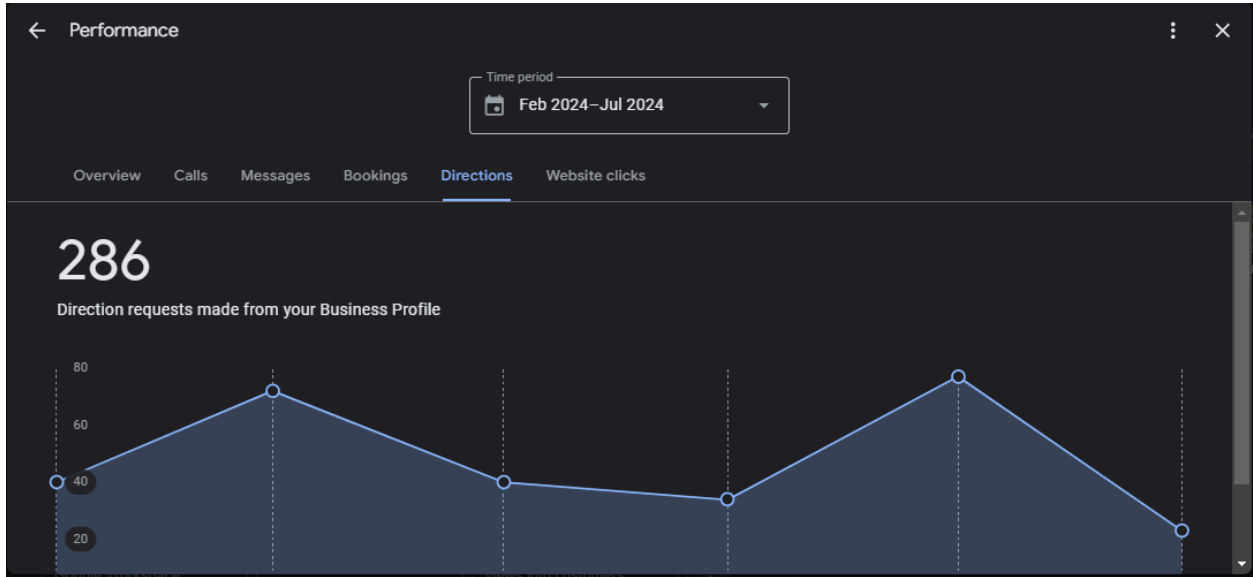 Performance
Time period
Feb 2024–Jul 2024
Overview Calls Messages Bookings Directions Website clicks
286
Direction requests made from your Business Profile
80
60
40
20